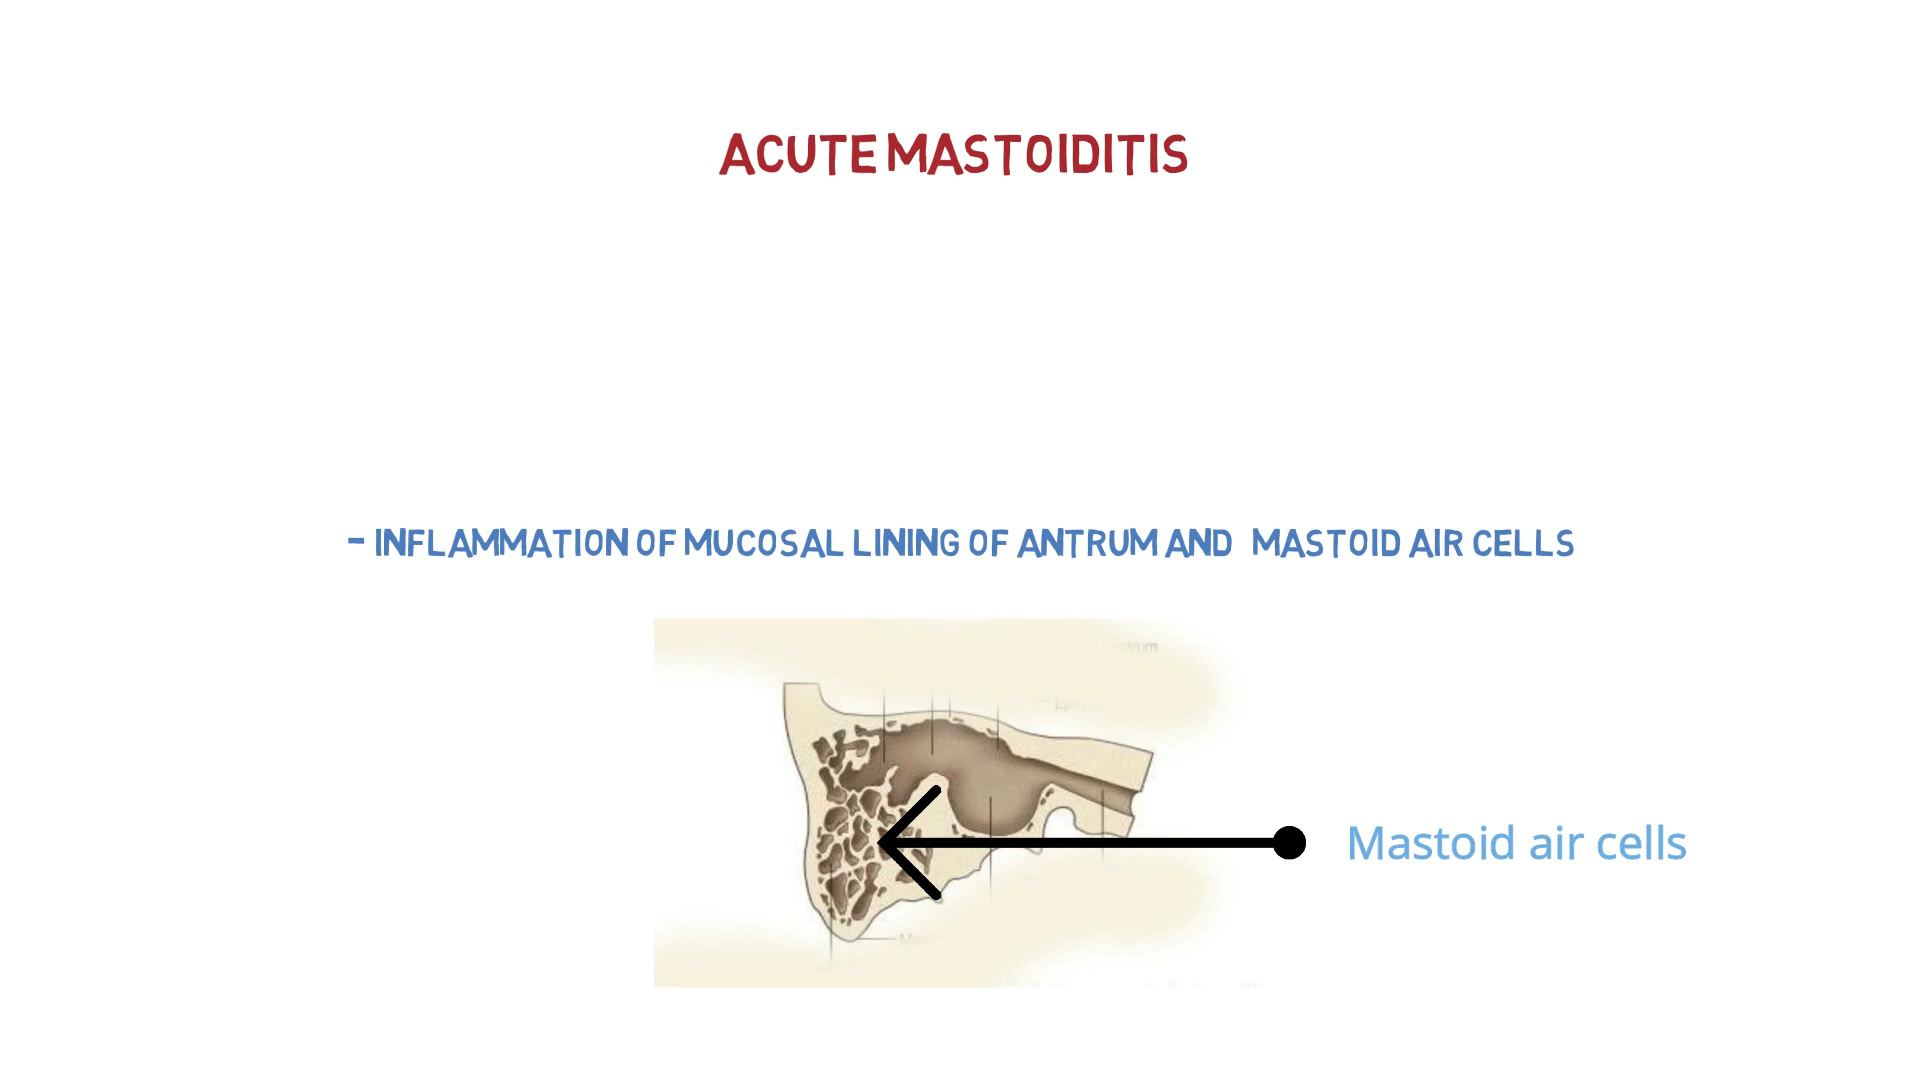 ACUTE MASTOIDITIS
- INFLAMMATION OF MUCOSAL LINING OF ANTRUM AND MASTOID AIR CELLS
Mastoid air cells